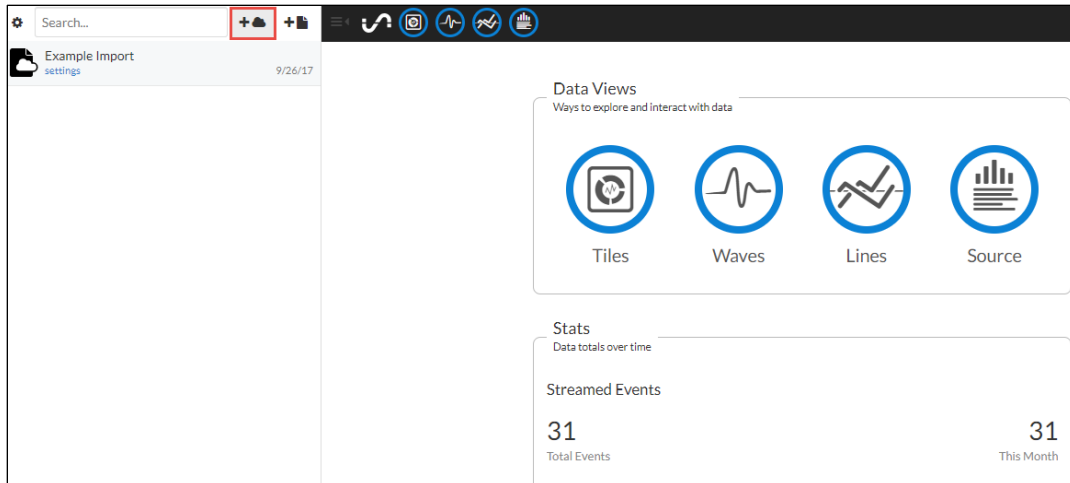 Search...
Example Import
settings
9/26/17
Data Views
Ways to explore and interact with data
Tiles
Waves
Lines
Source
Stats
Data totals over time
Streamed Events
31
31
Total Events
This Month